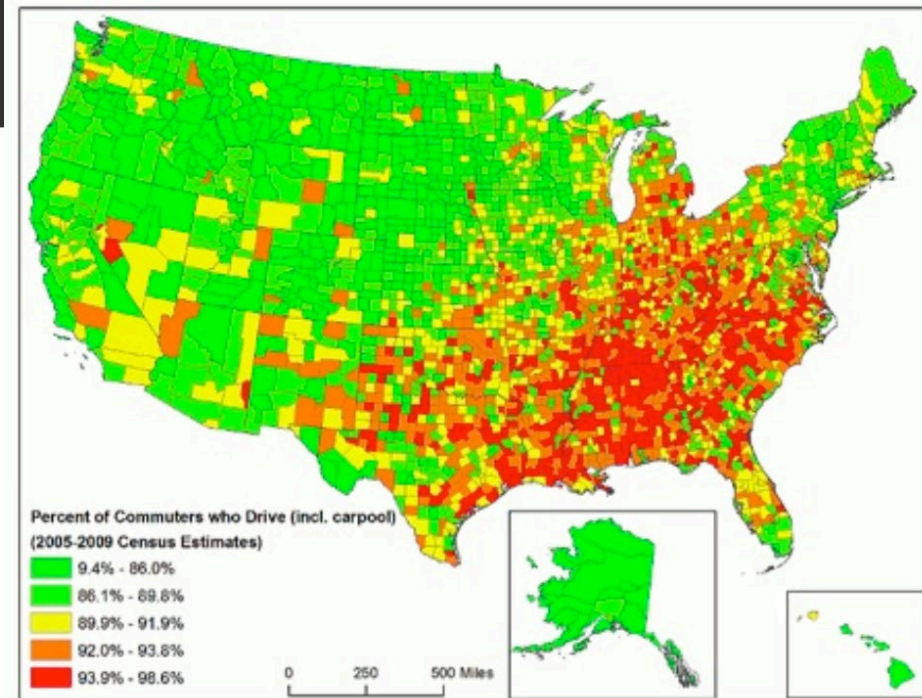 Percent of Commuters who Drive (incl. carpool)
(2005-2009 Census Estimates)
9.4% - 86.0%
86.1% - 89.8%
89.9% - 91.9%
92.0% - 93.8%
93.9% - 98.6%
0 250 500 Miles